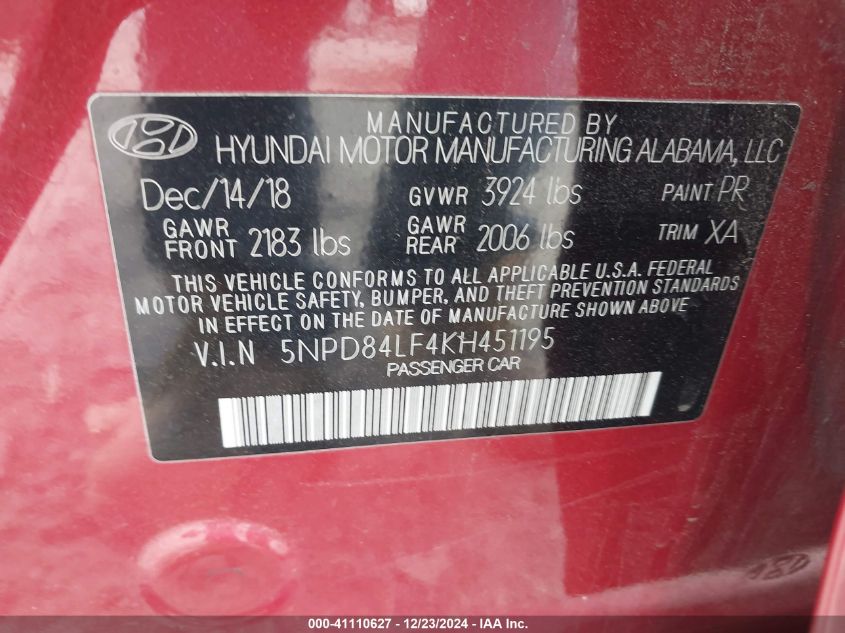 MANUFACTURED BY
HYUNDAI MOTOR MANUFACTURING ALABAMA, LLC
Dec/14/18 GVWR 3924 lbs PAINT PR
GAWR FRONT 2183 lbs GAWR REAR 2006 lbs TRIM XA
THIS VEHICLE CONFORMS TO ALL APPLICABLE U.S.A. FEDERAL
MOTOR VEHICLE SAFETY, BUMPER, AND THEFT PREVENTION STANDARDS
IN EFFECT ON THE DATE OF MANUFACTURE SHOWN ABOVE
V.I.N 5NPD84LF4KH451195
PASSENGER CAR
000-41110627 - 12/23/2024 - IAA Inc.